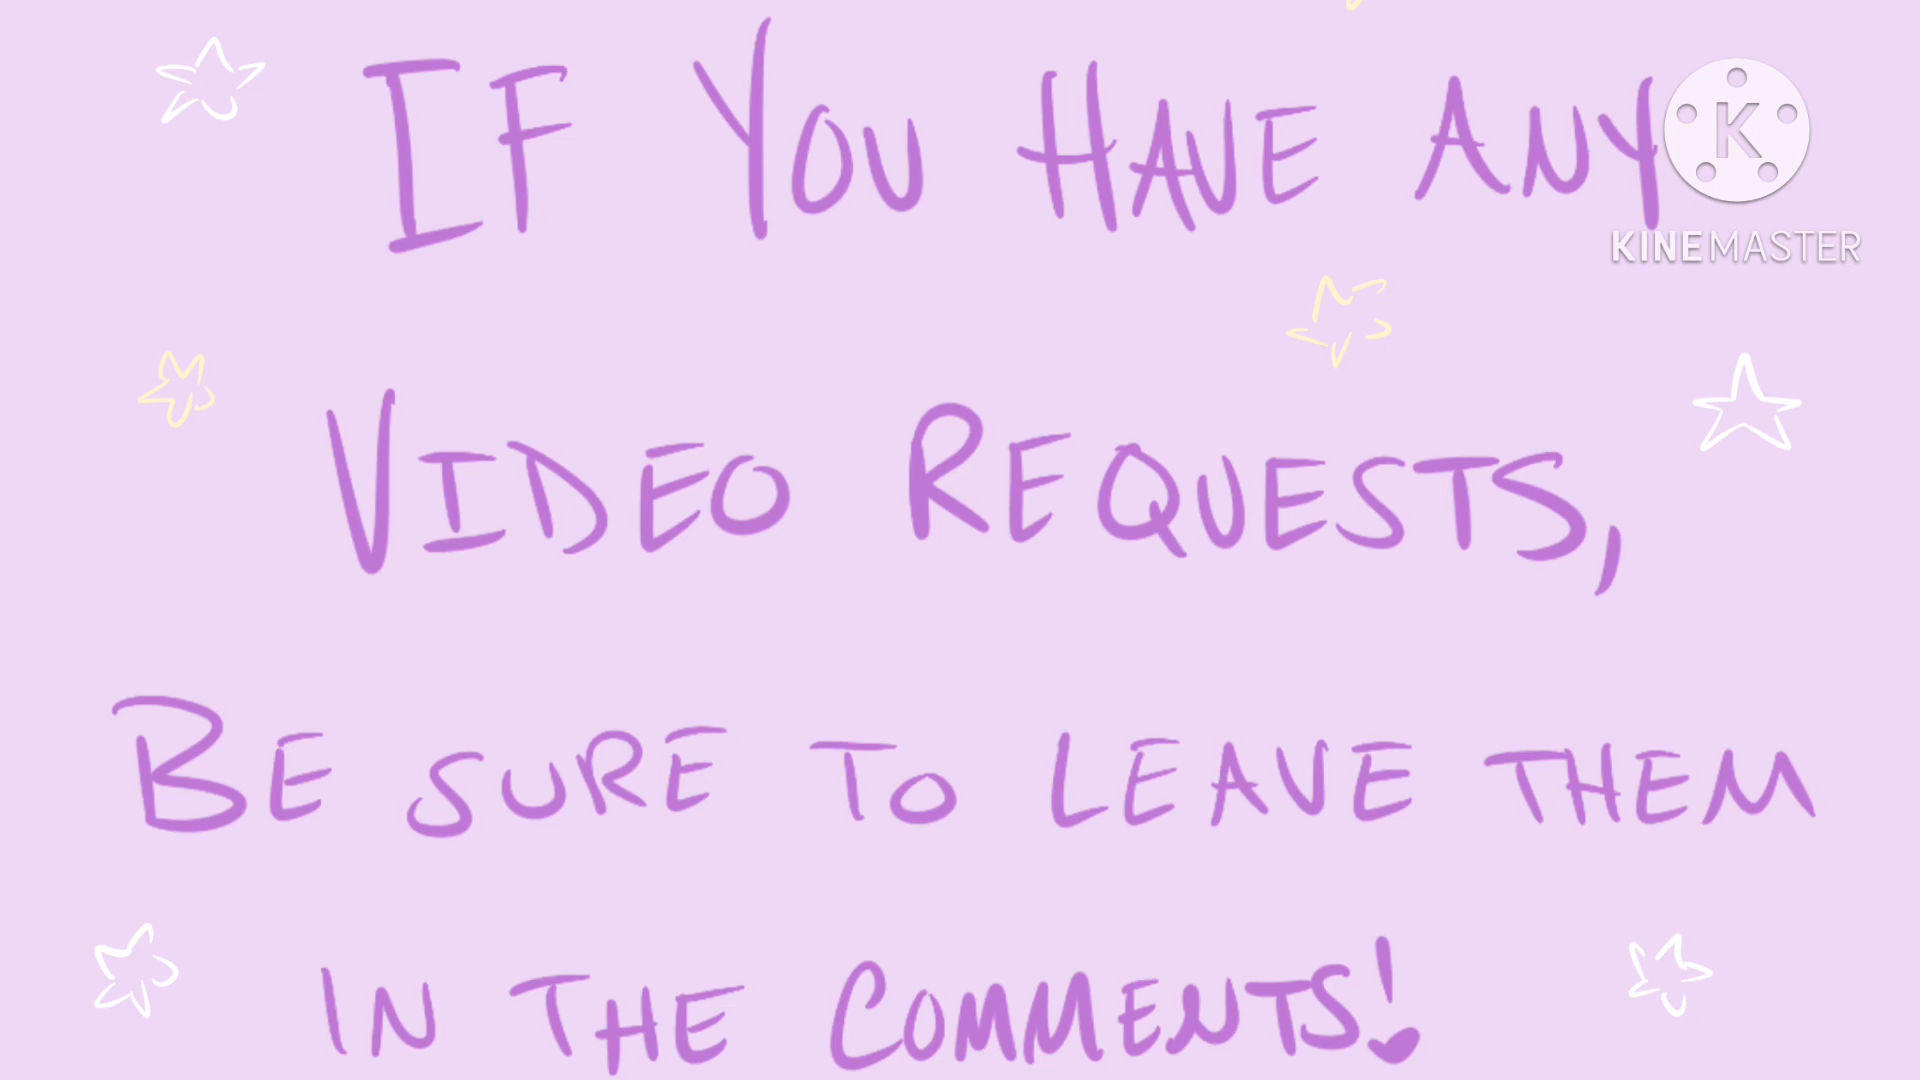 If You Have Any
K
KINEMASTER
Video Requests,
Be sure to leave them
in the Comments!